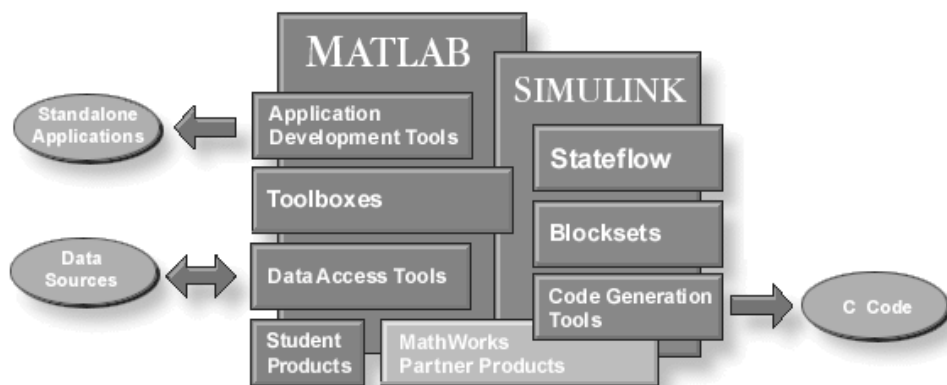 MATLAB
SIMULINK
Standalone
Applications
Application
Development Tools
Stateflow
Toolboxes
Blocksets
Data
Sources
Data Access Tools
Code Generation
Tools
C Code
Student
Products
MathWorks
Partner Products